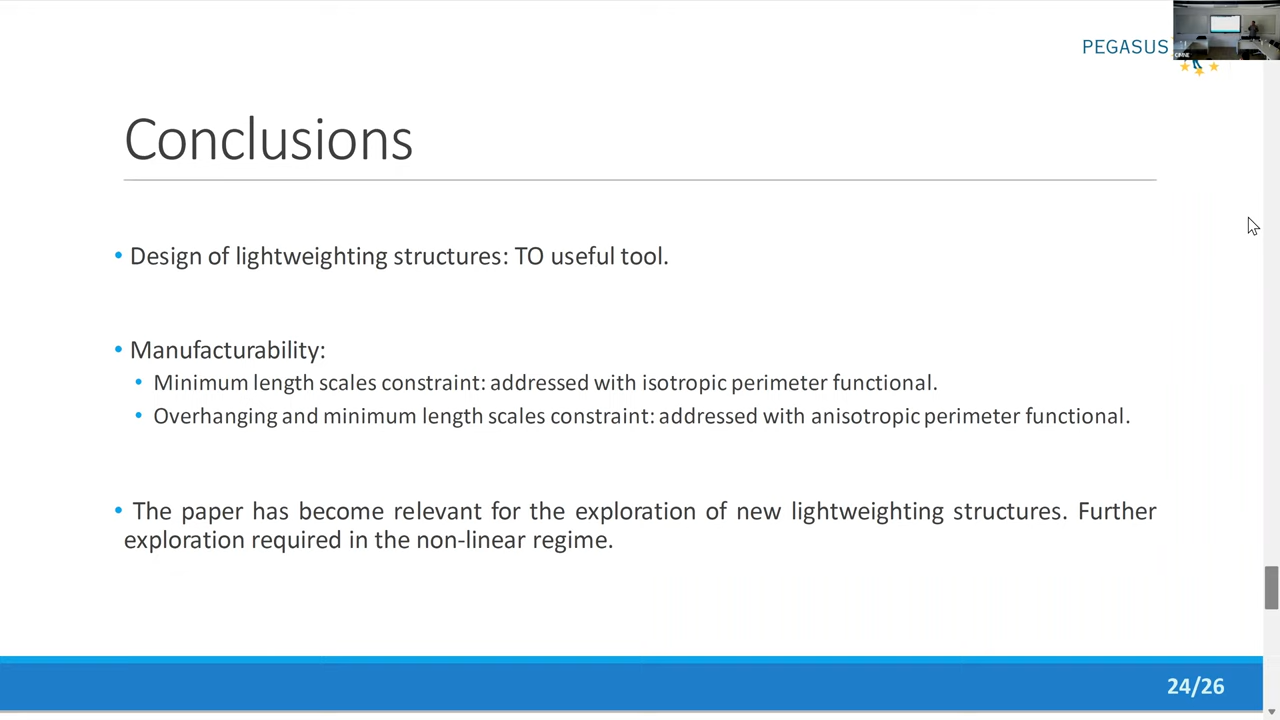 PEGASUS
CIMNE
Conclusions
• Design of lightweighting structures: TO useful tool.
• Manufacturability:
• Minimum length scales constraint: addressed with isotropic perimeter functional.
• Overhanging and minimum length scales constraint: addressed with anisotropic perimeter functional.
• The paper has become relevant for the exploration of new lightweighting structures. Further
exploration required in the non-linear regime.
24/26